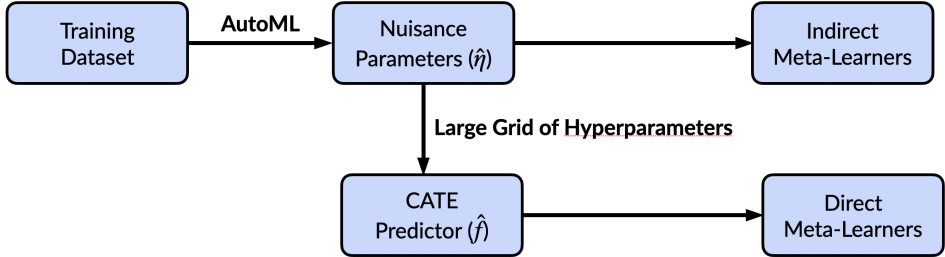 Training
Dataset
AutoML
Nuisance
Parameters (η̂)
Indirect
Meta-Learners
Large Grid of Hyperparameters
CATE
Predictor (f̂)
Direct
Meta-Learners